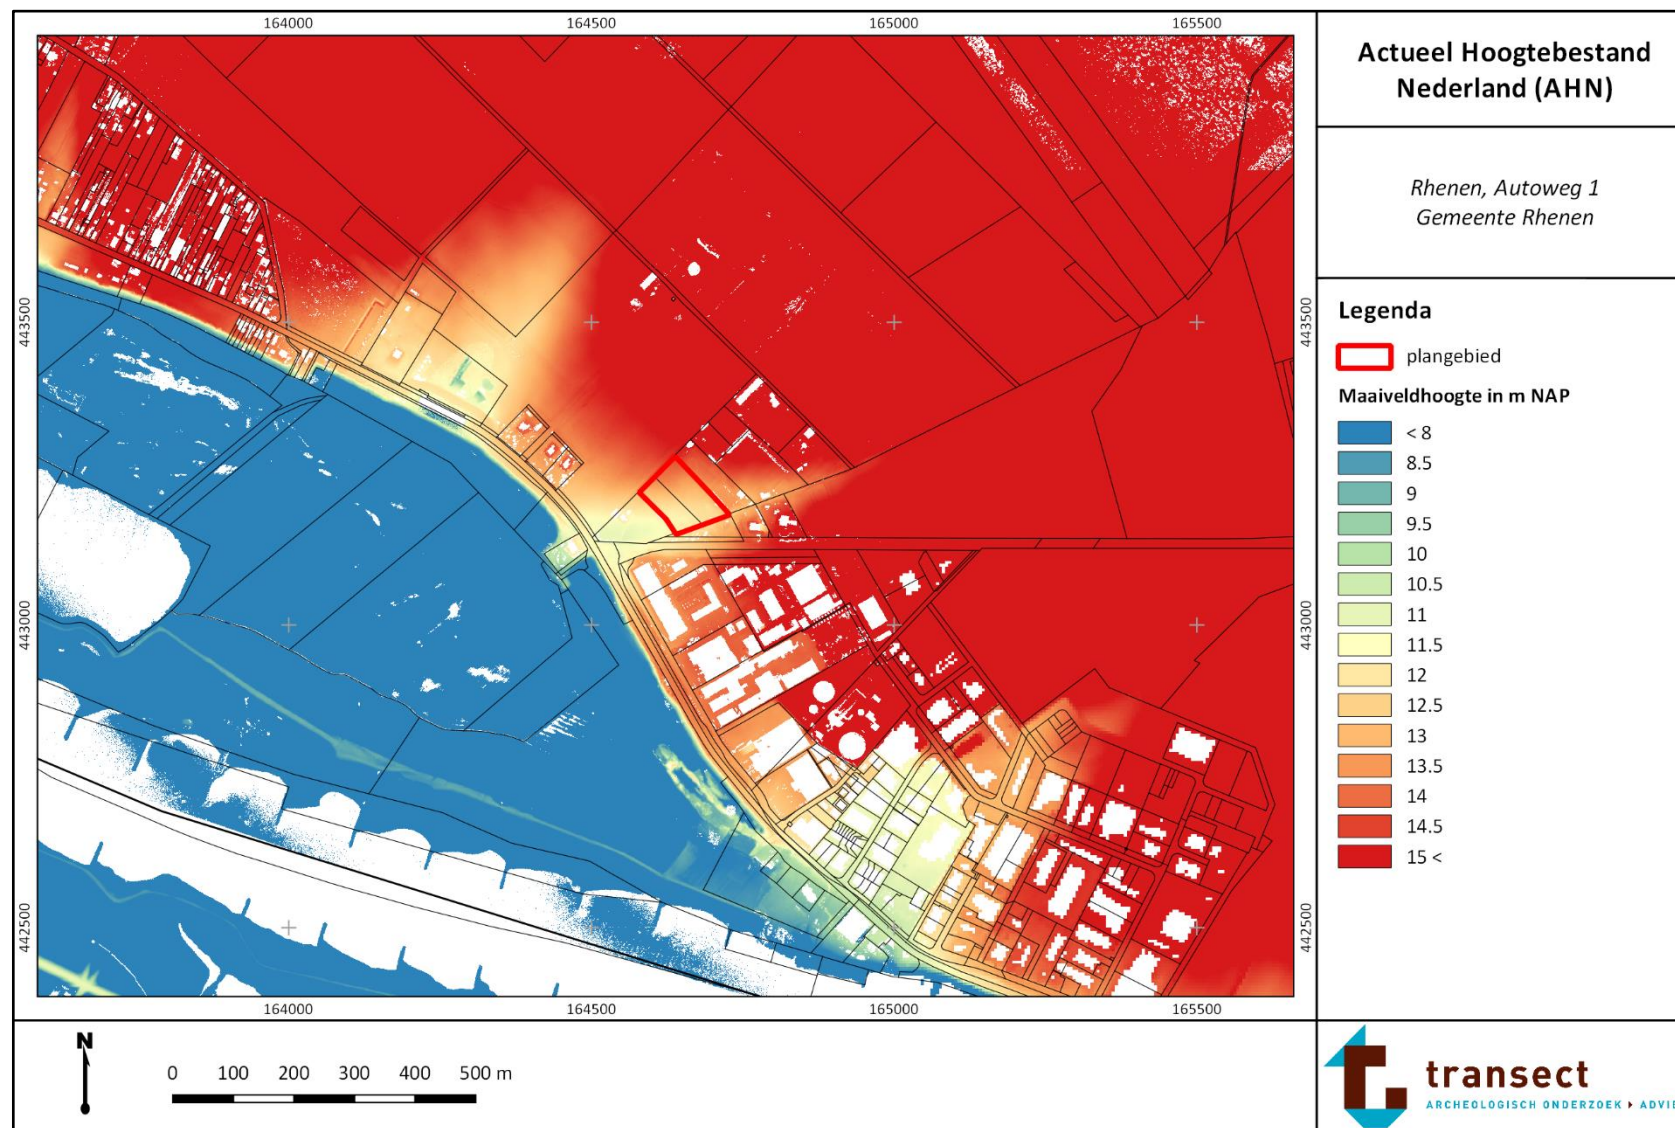 164000 164500 165000 165500
443500
443000
442500
443500
443000
442500
164000 164500 165000 165500
Actueel Hoogtebestand
Nederland (AHN)
Rhenen, Autoweg 1
Gemeente Rhenen
Legenda
plangebied
Maaiveldhoogte in m NAP
< 8
8.5
9
9.5
10
10.5
11
11.5
12
12.5
13
13.5
14
14.5
15 <
N
0 100 200 300 400 500 m
transect
ARCHEOLOGISCH ONDERZOEK ▸ ADVIE